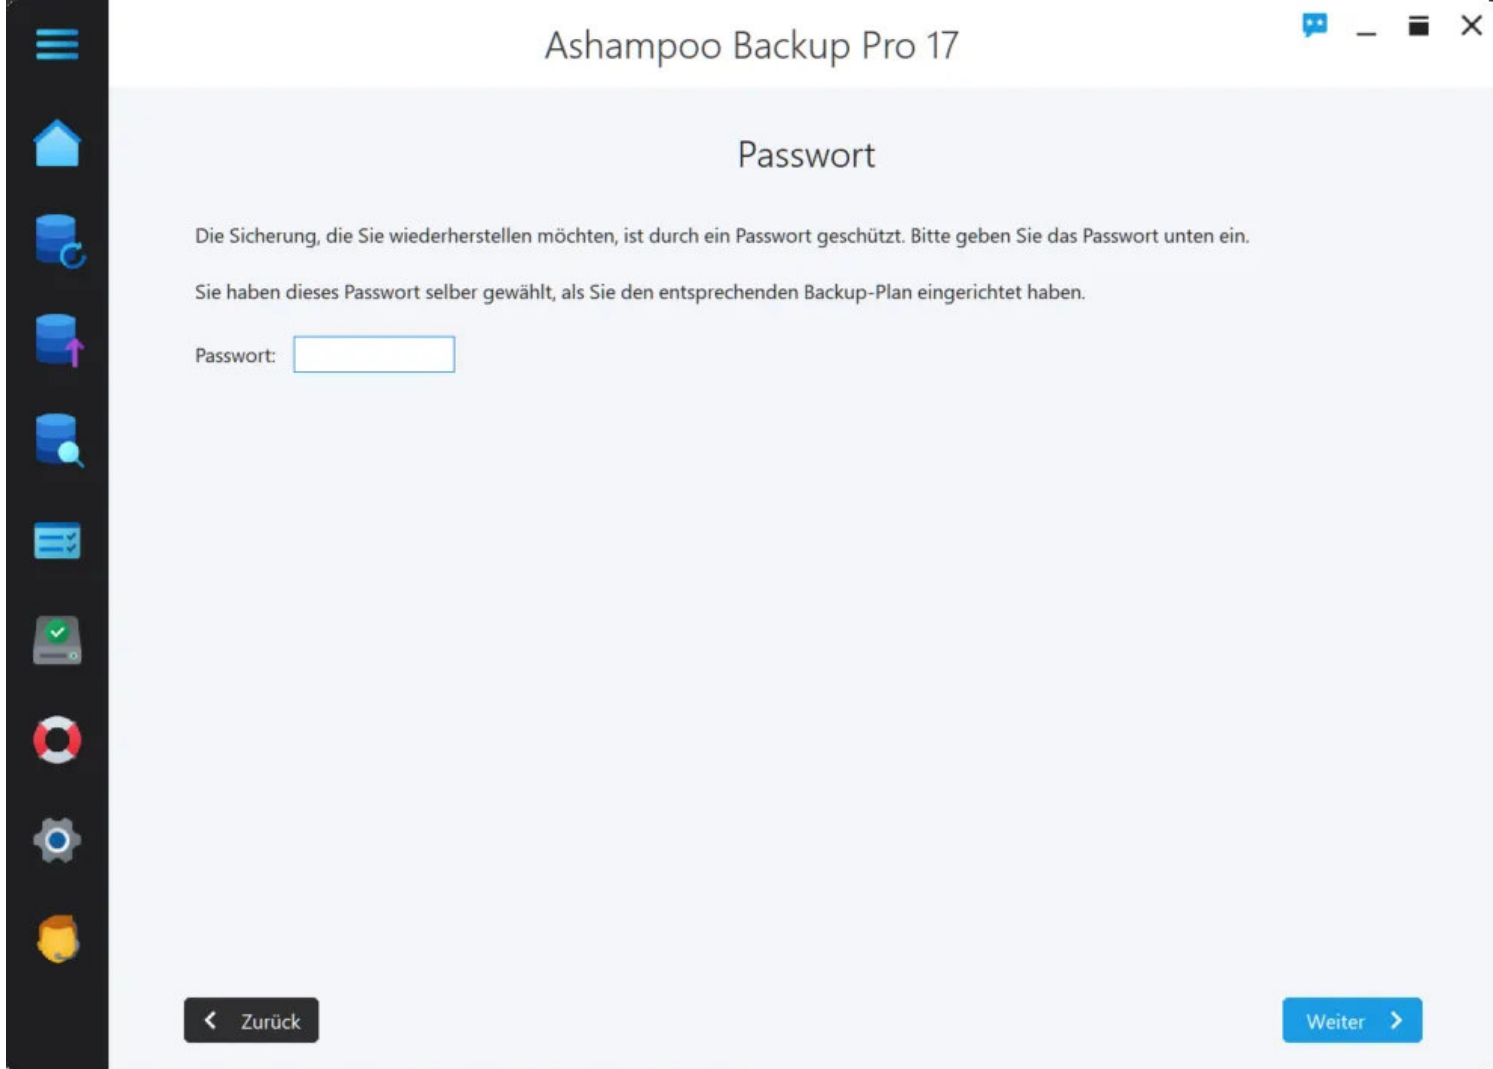 Ashampoo Backup Pro 17
Passwort
Die Sicherung, die Sie wiederherstellen möchten, ist durch ein Passwort geschützt. Bitte geben Sie das Passwort unten ein.
Sie haben dieses Passwort selber gewählt, als Sie den entsprechenden Backup-Plan eingerichtet haben.
Passwort:
Zurück
Weiter